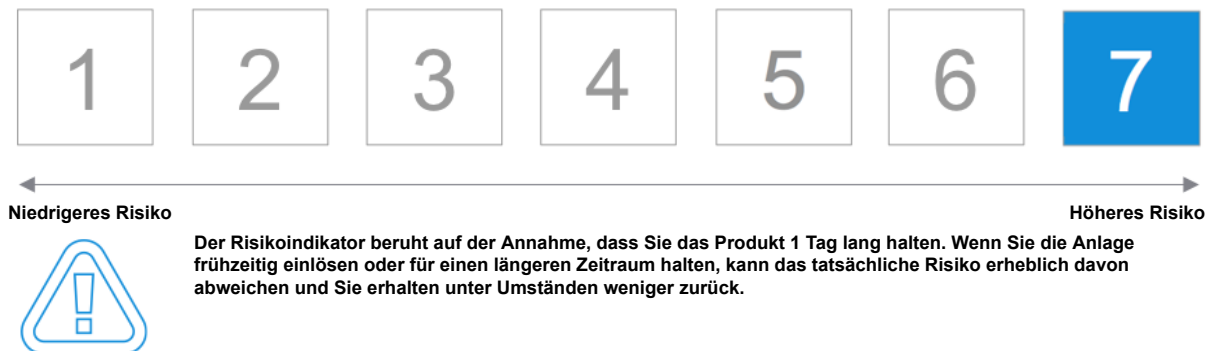 1 2 3 4 5 6 7
Niedrigeres Risiko Höheres Risiko
Der Risikoindikator beruht auf der Annahme, dass Sie das Produkt 1 Tag lang halten. Wenn Sie die Anlage
frühzeitig einlösen oder für einen längeren Zeitraum halten, kann das tatsächliche Risiko erheblich davon
abweichen und Sie erhalten unter Umständen weniger zurück.